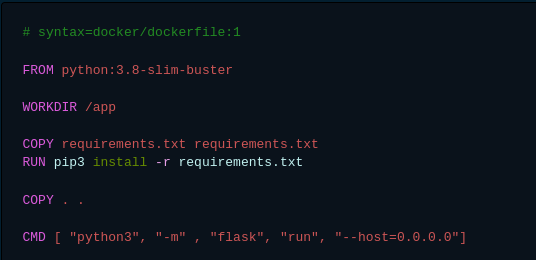 # syntax=docker/dockerfile:1
FROM python:3.8-slim-buster
WORKDIR /app
COPY requirements.txt requirements.txt
RUN pip3 install -r requirements.txt
COPY . .
CMD [ "python3", "-m" , "flask", "run", "--host=0.0.0.0"]